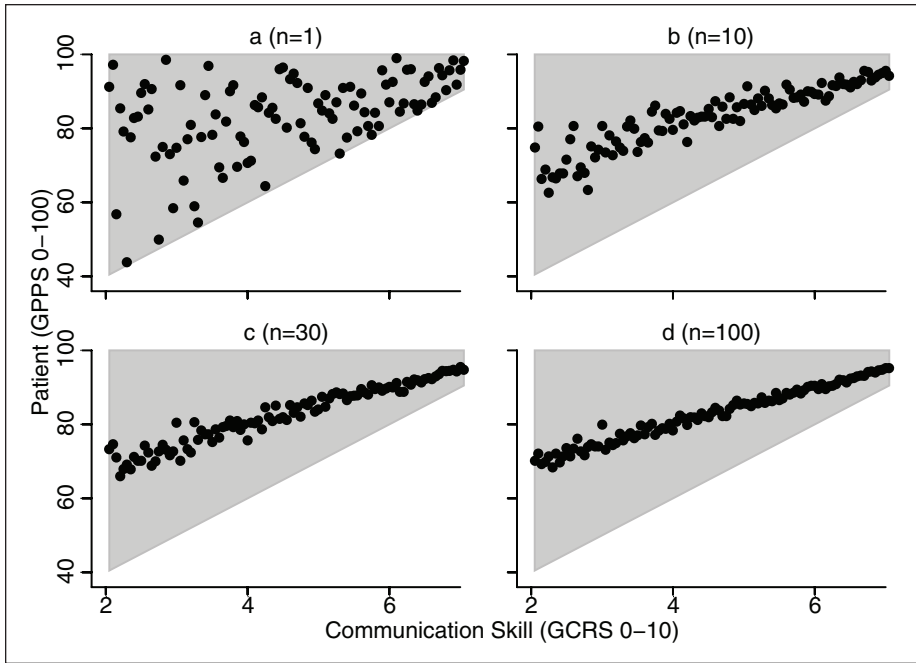 a (n=1)
b (n=10)
100
80
60
40
c (n=30)
d (n=100)
100
80
60
40
2
4
6
2
4
6
Patient (GPPS 0−100)
Communication Skill (GCRS 0−10)